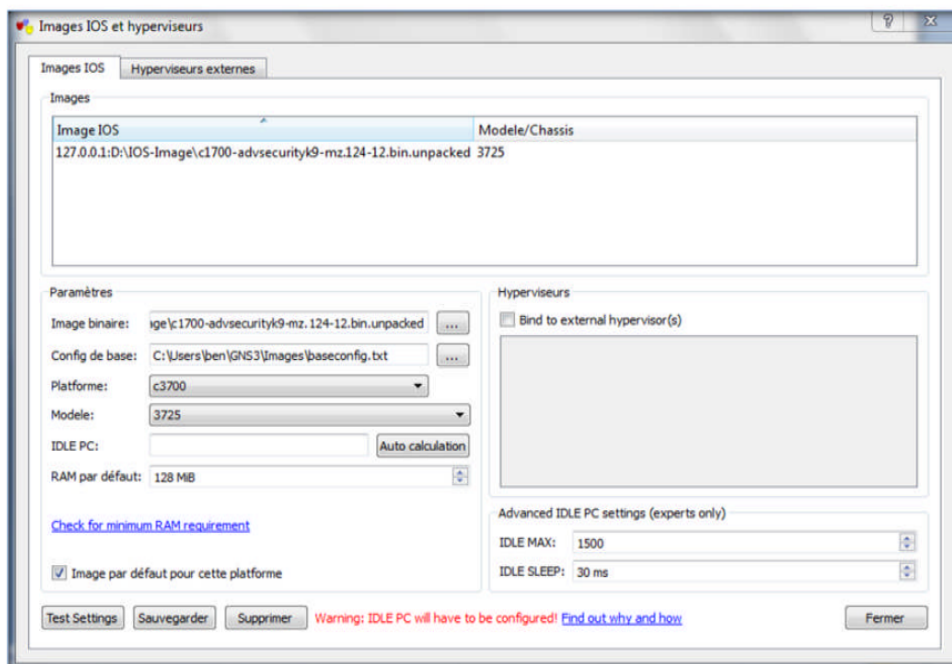 Images IOS et hyperviseurs
Images IOS Hyperviseurs externes
Images
Image IOS Modele/Chassis
127.0.0.1:D:\IOS-Image\c1700-advsecurityk9-mz.124-12.bin.unpacked 3725
Paramètres
Image binaire: age\c1700-advsecurityk9-mz.124-12.bin.unpacked ...
Config de base: C:\Users\ben\GNS3\Images\baseconfig.txt ...
Platforme: c3700
Modele: 3725
IDLE PC: Auto calculation
RAM par défaut: 128 MiB
Check for minimum RAM requirement
Image par défaut pour cette platforme
Hyperviseurs
Bind to external hypervisor(s)
Advanced IDLE PC settings (experts only)
IDLE MAX: 1500
IDLE SLEEP: 30 ms
Test Settings Sauvegarder Supprimer Warning: IDLE PC will have to be configured! Find out why and how Fermer